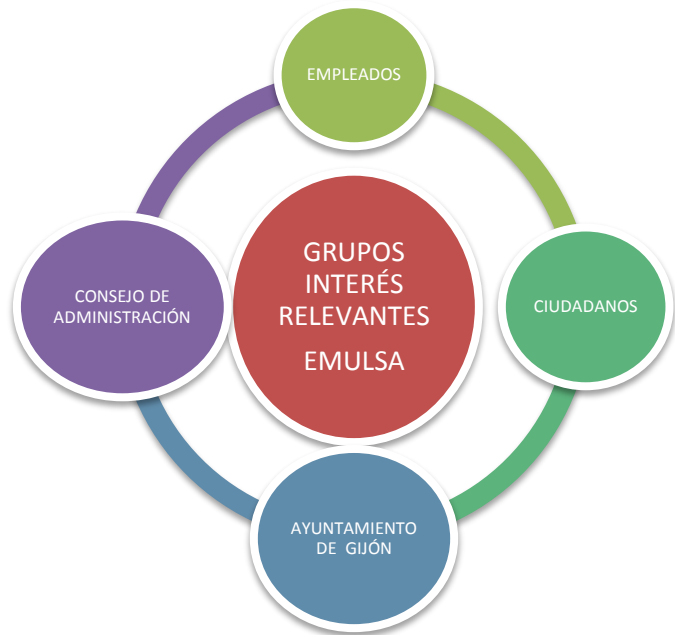 EMPLEADOS
GRUPOS
INTERÉS
RELEVANTES
EMULSA
CONSEJO DE
ADMINISTRACIÓN
CIUDADANOS
AYUNTAMIENTO
DE GIJÓN